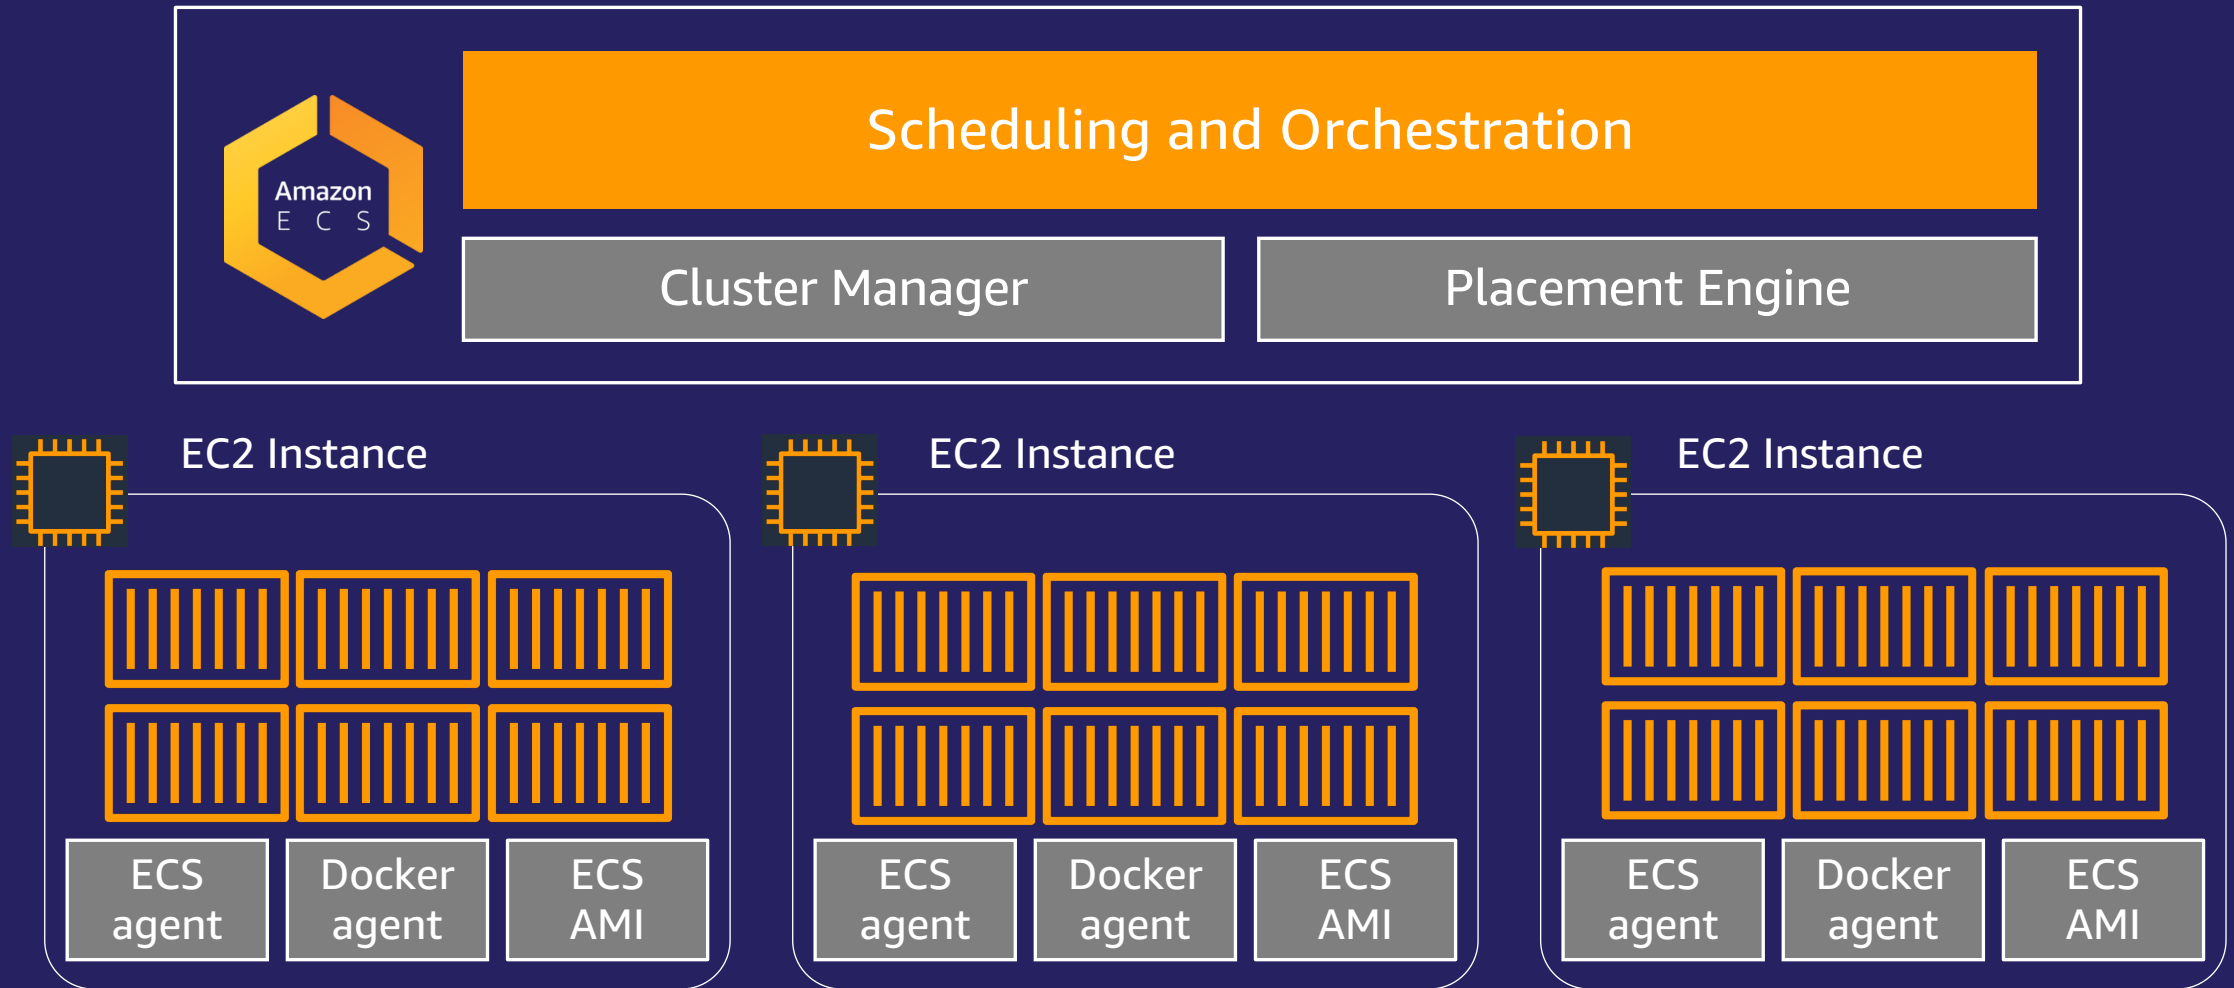 Scheduling and Orchestration
Amazon
E C S
Cluster Manager
Placement Engine
EC2 Instance
ECS
agent
Docker
agent
ECS
AMI
EC2 Instance
ECS
agent
Docker
agent
ECS
AMI
EC2 Instance
ECS
agent
Docker
agent
ECS
AMI